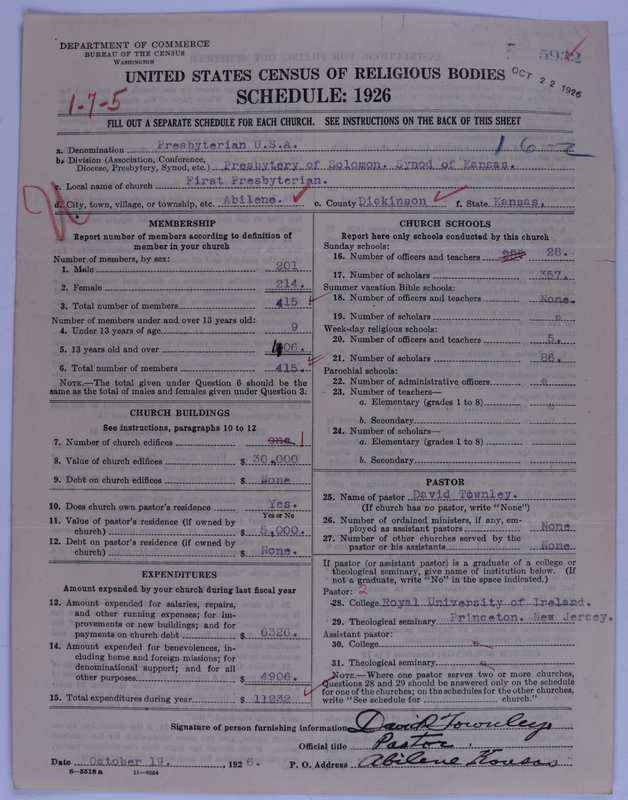 DEPARTMENT OF COMMERCE
BUREAU OF THE CENSUS
WASHINGTON
OCT 22 1926
UNITED STATES CENSUS OF RELIGIOUS BODIES
SCHEDULE: 1926
1-7-5
FILL OUT A SEPARATE SCHEDULE FOR EACH CHURCH. SEE INSTRUCTIONS ON THE BACK OF THIS SHEET
a. Denomination Presbyterian U.S.A.
b. Division (Association, Conference,
Diocese, Presbytery, Synod, etc.) Presbytery of Solomon. Synod of Kansas.
c. Local name of church First Presbyterian.
d. City, town, village, or township, etc. Abilene. e. County Dickinson f. State Kansas.
MEMBERSHIP
Report number of members according to definition of
member in your church
Number of members, by sex:
1. Male 201
2. Female 214.
3. Total number of members 415
Number of members under and over 13 years old:
4. Under 13 years of age 9
5. 13 years old and over 406.
6. Total number of members 415.
NOTE.—The total given under Question 6 should be the
same as the total of males and females given under Question 3.
CHURCH BUILDINGS
See instructions, paragraphs 10 to 12
7. Number of church edifices one 1
8. Value of church edifices $ 30,000
9. Debt on church edifices $ None
10. Does church own pastor's residence Yes.
Yes or No
11. Value of pastor's residence (if owned by
church) $ 5,000.
12. Debt on pastor's residence (if owned by
church) $ None.
EXPENDITURES
Amount expended by your church during last fiscal year
13. Amount expended for salaries, repairs,
and other running expenses; for im-
provements or new buildings; and for
payments on church debt $ 6326.
14. Amount expended for benevolences, in-
cluding home and foreign missions; for
denominational support; and for all
other purposes $ 4906.
15. Total expenditures during year $ 11232
CHURCH SCHOOLS
Report here only schools conducted by this church
Sunday schools:
16. Number of officers and teachers 28.
17. Number of scholars 357.
Summer vacation Bible schools:
18. Number of officers and teachers None.
19. Number of scholars "
Week-day religious schools:
20. Number of officers and teachers 5.
21. Number of scholars 86.
Parochial schools:
22. Number of administrative officers
23. Number of teachers—
a. Elementary (grades 1 to 8) "
b. Secondary
24. Number of scholars—
a. Elementary (grades 1 to 8)
b. Secondary
PASTOR
25. Name of pastor David Townley.
(If church has no pastor, write "None")
26. Number of ordained ministers, if any, em-
ployed as assistant pastors None
27. Number of other churches served by the
pastor or his assistants None
If pastor (or assistant pastor) is a graduate of a college or
theological seminary, give name of institution below. (If
not a graduate, write "No" in the space indicated.)
Pastor: 2
28. College Royal University of Ireland.
29. Theological seminary Princeton. New Jersey.
Assistant pastor:
30. College
31. Theological seminary
NOTE.—Where one pastor serves two or more churches,
Questions 28 and 29 should be answered only on the schedule
for one of the churches; on the schedules for the other churches,
write "See schedule for church."
Signature of person furnishing information David Townley
Official title Pastor.
Date October 19, 1926. P. O. Address Abilene Kansas
8—5518 a 11—9024